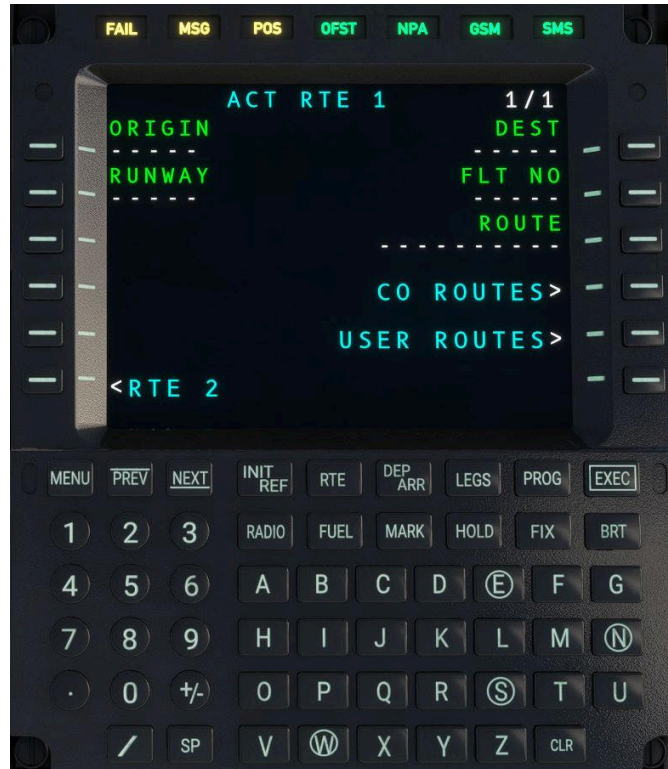 FAIL MSG POS OFST NPA GSM SMS
ACT RTE 1 1/1
ORIGIN DEST
----- -----
RUNWAY FLT NO
----- -----
ROUTE
----------
CO ROUTES>
USER ROUTES>
<RTE 2
MENU PREV NEXT INIT REF RTE DEP ARR LEGS PROG EXEC
1 2 3 RADIO FUEL MARK HOLD FIX BRT
4 5 6 A B C D E F G
7 8 9 H I J K L M N
. 0 +/- O P Q R S T U
/ SP V W X Y Z CLR